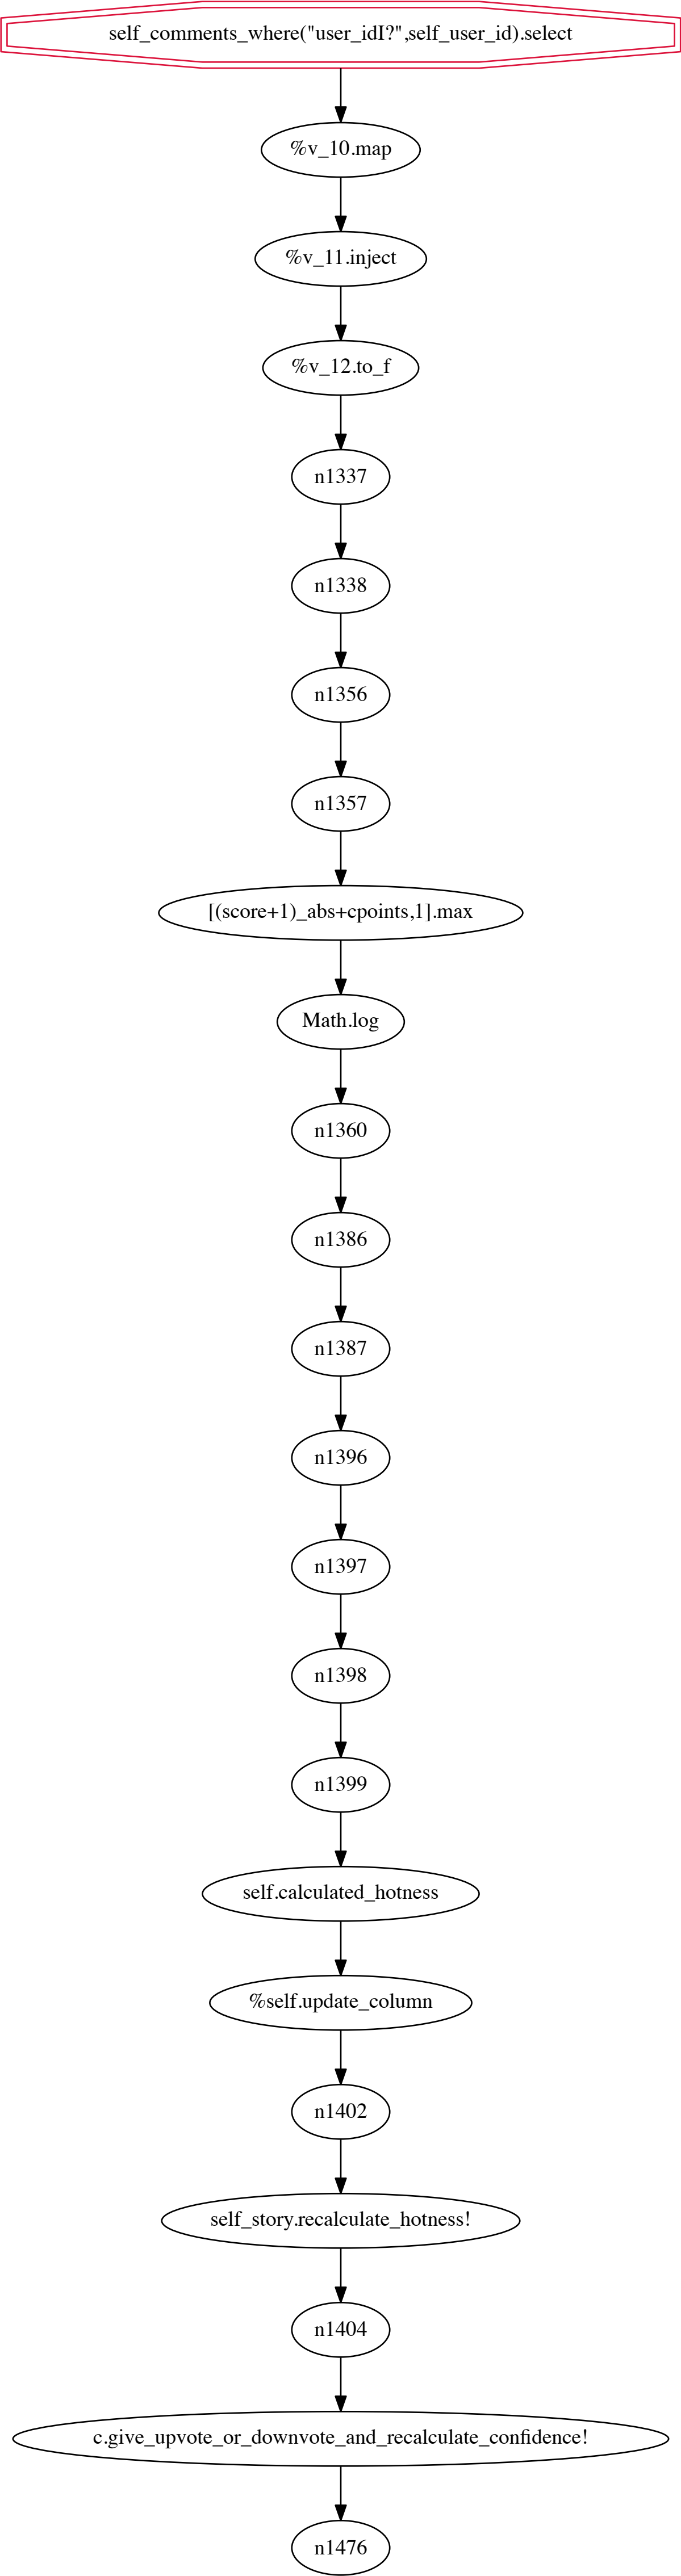 self_comments_where("user_idI?",self_user_id).select
%v_10.map
%v_11.inject
%v_12.to_f
n1337
n1338
n1356
n1357
[(score+1)_abs+cpoints,1].max
Math.log
n1360
n1386
n1387
n1396
n1397
n1398
n1399
self.calculated_hotness
%self.update_column
n1402
self_story.recalculate_hotness!
n1404
c.give_upvote_or_downvote_and_recalculate_confidence!
n1476